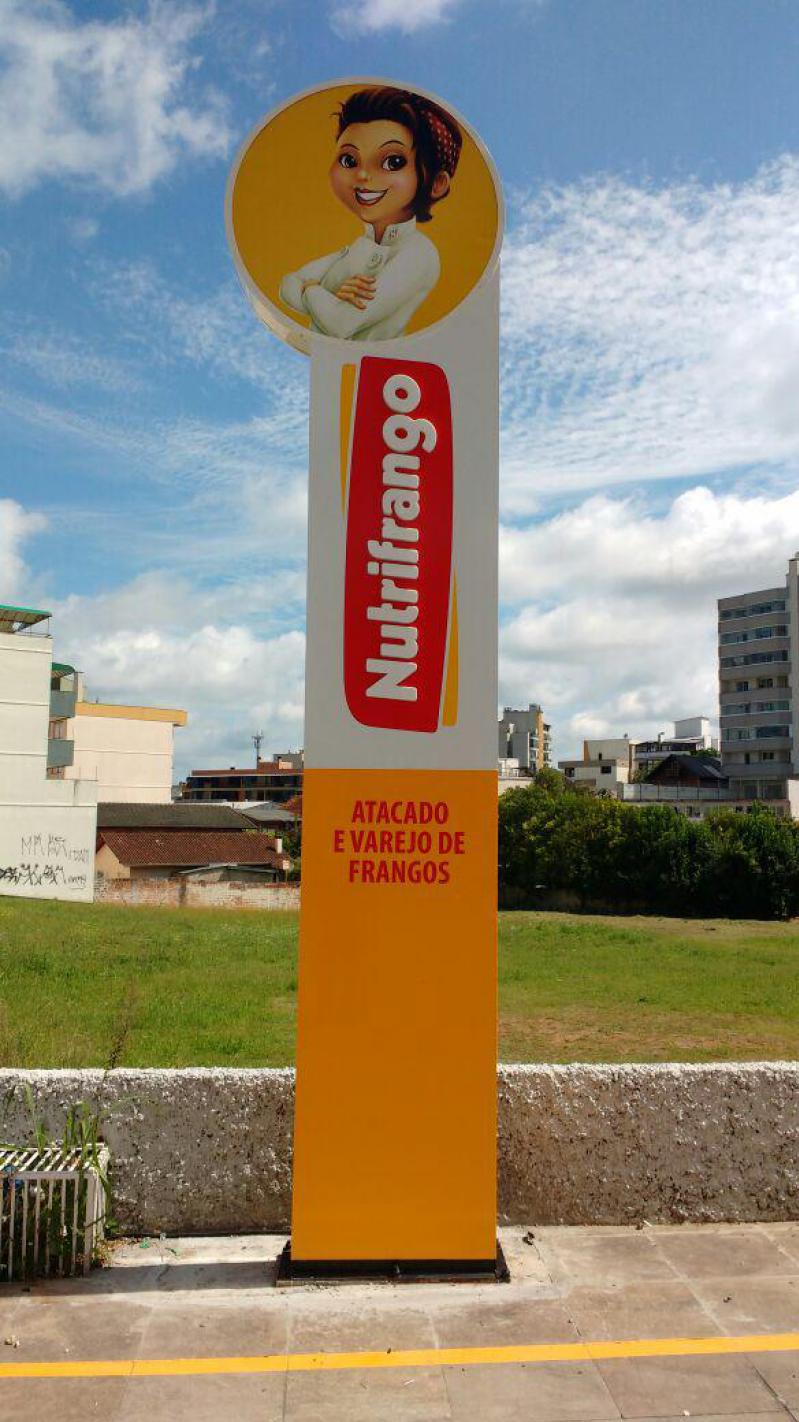 Nutrifrango
ATACADO
E VAREJO DE
FRANGOS